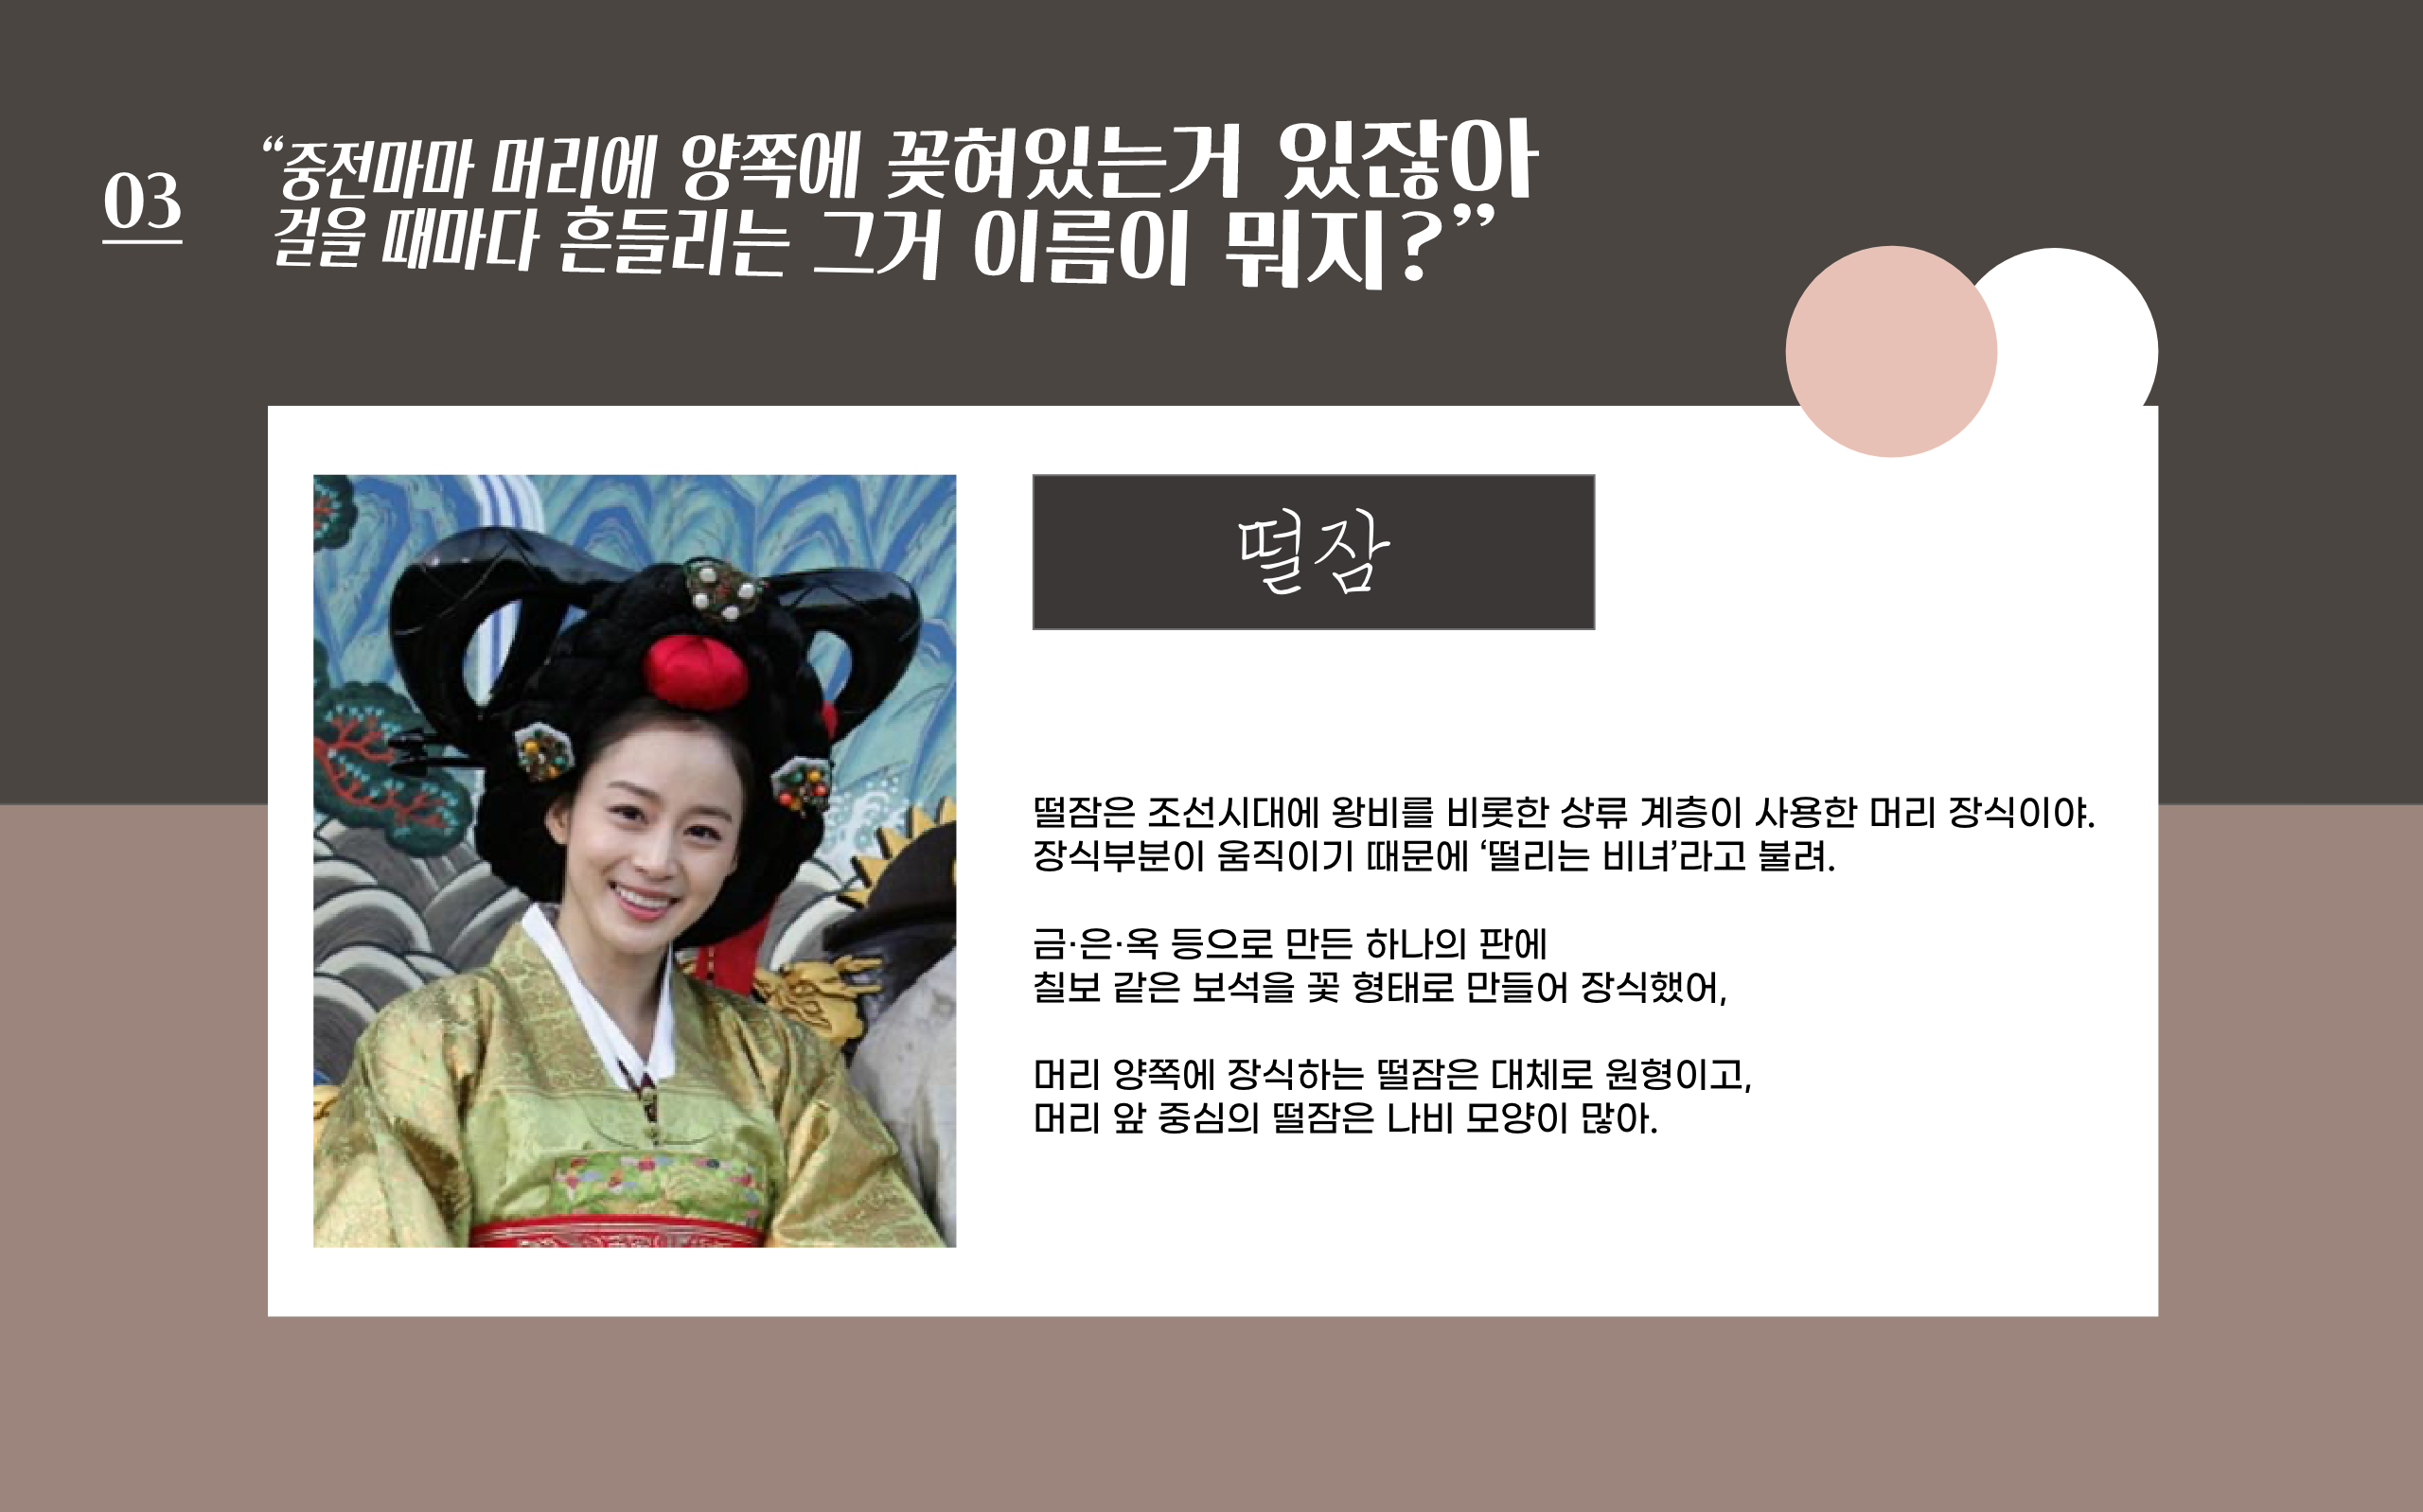 03
“중전마마 머리에 양쪽에 꽃혀있는거 있잖아
걸을 때마다 흔들리는 그거 이름이 뭐지?”
떨잠
떨잠은 조선시대에 왕비를 비롯한 상류 계층이 사용한 머리 장식이야.
장식부분이 움직이기 때문에 ‘떨리는 비녀’라고 불려.
금·은·옥 등으로 만든 하나의 판에
칠보 같은 보석을 꽃 형태로 만들어 장식했어,
머리 양쪽에 장식하는 떨잠은 대체로 원형이고,
머리 앞 중심의 떨잠은 나비 모양이 많아.